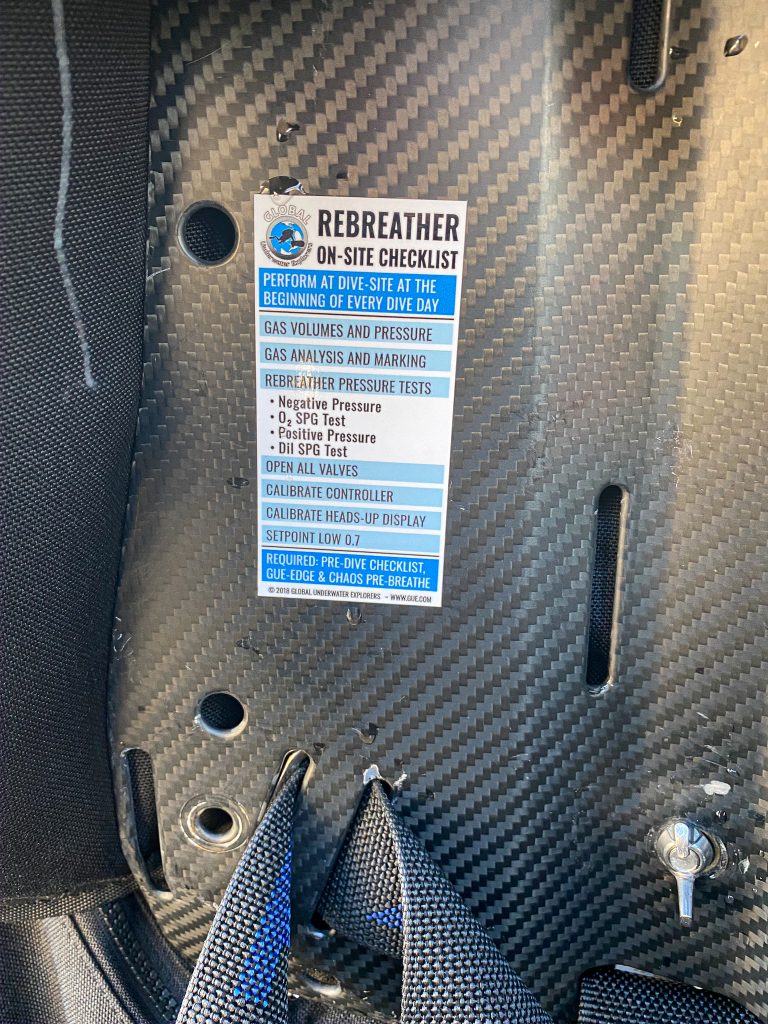 GLOBAL
Underwater Explorers
REBREATHER
ON-SITE CHECKLIST
PERFORM AT DIVE-SITE AT THE
BEGINNING OF EVERY DIVE DAY
GAS VOLUMES AND PRESSURE
GAS ANALYSIS AND MARKING
REBREATHER PRESSURE TESTS
• Negative Pressure
• O₂ SPG Test
• Positive Pressure
• Dil SPG Test
OPEN ALL VALVES
CALIBRATE CONTROLLER
CALIBRATE HEADS-UP DISPLAY
SETPOINT LOW 0.7
REQUIRED: PRE-DIVE CHECKLIST,
GUE-EDGE & CHAOS PRE-BREATHE
© 2018 GLOBAL UNDERWATER EXPLORERS ~ WWW.GUE.COM